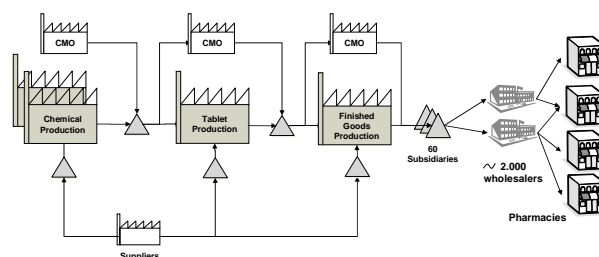 CMO
CMO
CMO
Chemical
Production
Tablet
Production
Finished
Goods
Production
60
Subsidiaries
~ 2.000
wholesalers
Pharmacies
Suppliers